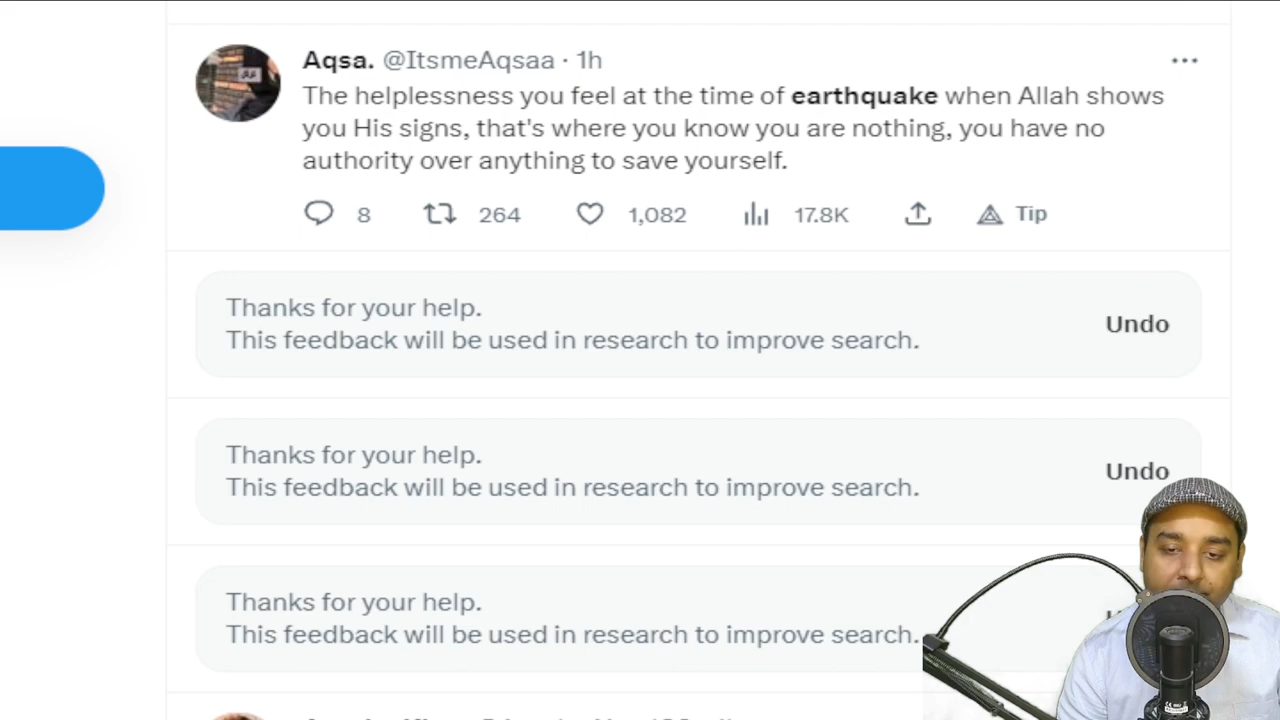 Aqsa. @ItsmeAqsaa · 1h
The helplessness you feel at the time of earthquake when Allah shows
you His signs, that's where you know you are nothing, you have no
authority over anything to save yourself.
8 264 1,082 17.8K Tip
Thanks for your help.
This feedback will be used in research to improve search.
Undo
Thanks for your help.
This feedback will be used in research to improve search.
Undo
Thanks for your help.
This feedback will be used in research to improve search.